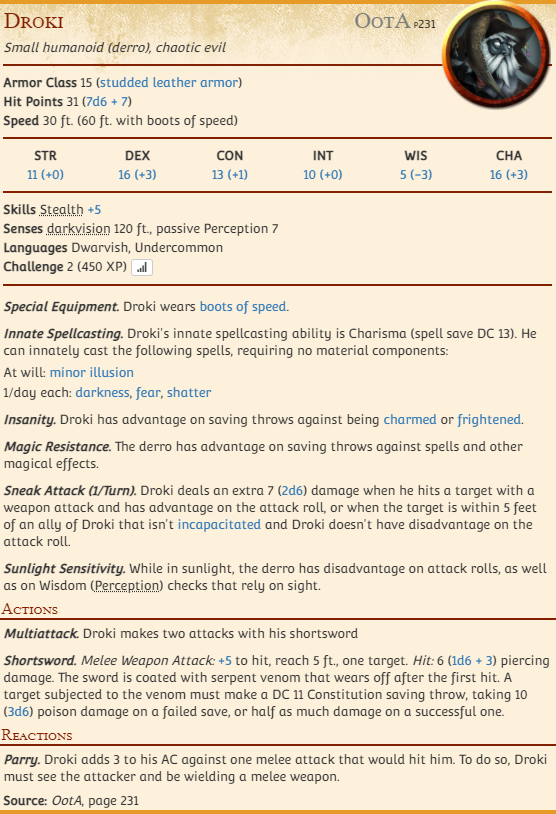 Droki OotA P231
Small humanoid (derro), chaotic evil
Armor Class 15 (studded leather armor)
Hit Points 31 (7d6 + 7)
Speed 30 ft. (60 ft. with boots of speed)
STR DEX CON INT WIS CHA
11 (+0) 16 (+3) 13 (+1) 10 (+0) 5 (−3) 16 (+3)
Skills Stealth +5
Senses darkvision 120 ft., passive Perception 7
Languages Dwarvish, Undercommon
Challenge 2 (450 XP)
Special Equipment. Droki wears boots of speed.
Innate Spellcasting. Droki's innate spellcasting ability is Charisma (spell save DC 13). He
can innately cast the following spells, requiring no material components:
At will: minor illusion
1/day each: darkness, fear, shatter
Insanity. Droki has advantage on saving throws against being charmed or frightened.
Magic Resistance. The derro has advantage on saving throws against spells and other
magical effects.
Sneak Attack (1/Turn). Droki deals an extra 7 (2d6) damage when he hits a target with a
weapon attack and has advantage on the attack roll, or when the target is within 5 feet
of an ally of Droki that isn't incapacitated and Droki doesn't have disadvantage on the
attack roll.
Sunlight Sensitivity. While in sunlight, the derro has disadvantage on attack rolls, as well
as on Wisdom (Perception) checks that rely on sight.
Actions
Multiattack. Droki makes two attacks with his shortsword
Shortsword. Melee Weapon Attack: +5 to hit, reach 5 ft., one target. Hit: 6 (1d6 + 3) piercing
damage. The sword is coated with serpent venom that wears off after the first hit. A
target subjected to the venom must make a DC 11 Constitution saving throw, taking 10
(3d6) poison damage on a failed save, or half as much damage on a successful one.
Reactions
Parry. Droki adds 3 to his AC against one melee attack that would hit him. To do so, Droki
must see the attacker and be wielding a melee weapon.
Source: OotA, page 231